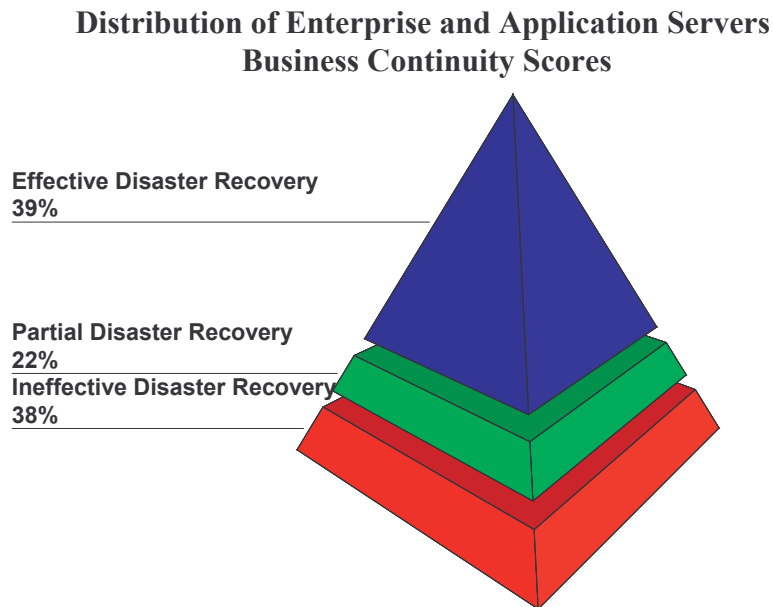 Distribution of Enterprise and Application Servers
Business Continuity Scores
Effective Disaster Recovery
39%
Partial Disaster Recovery
22%
Ineffective Disaster Recovery
38%